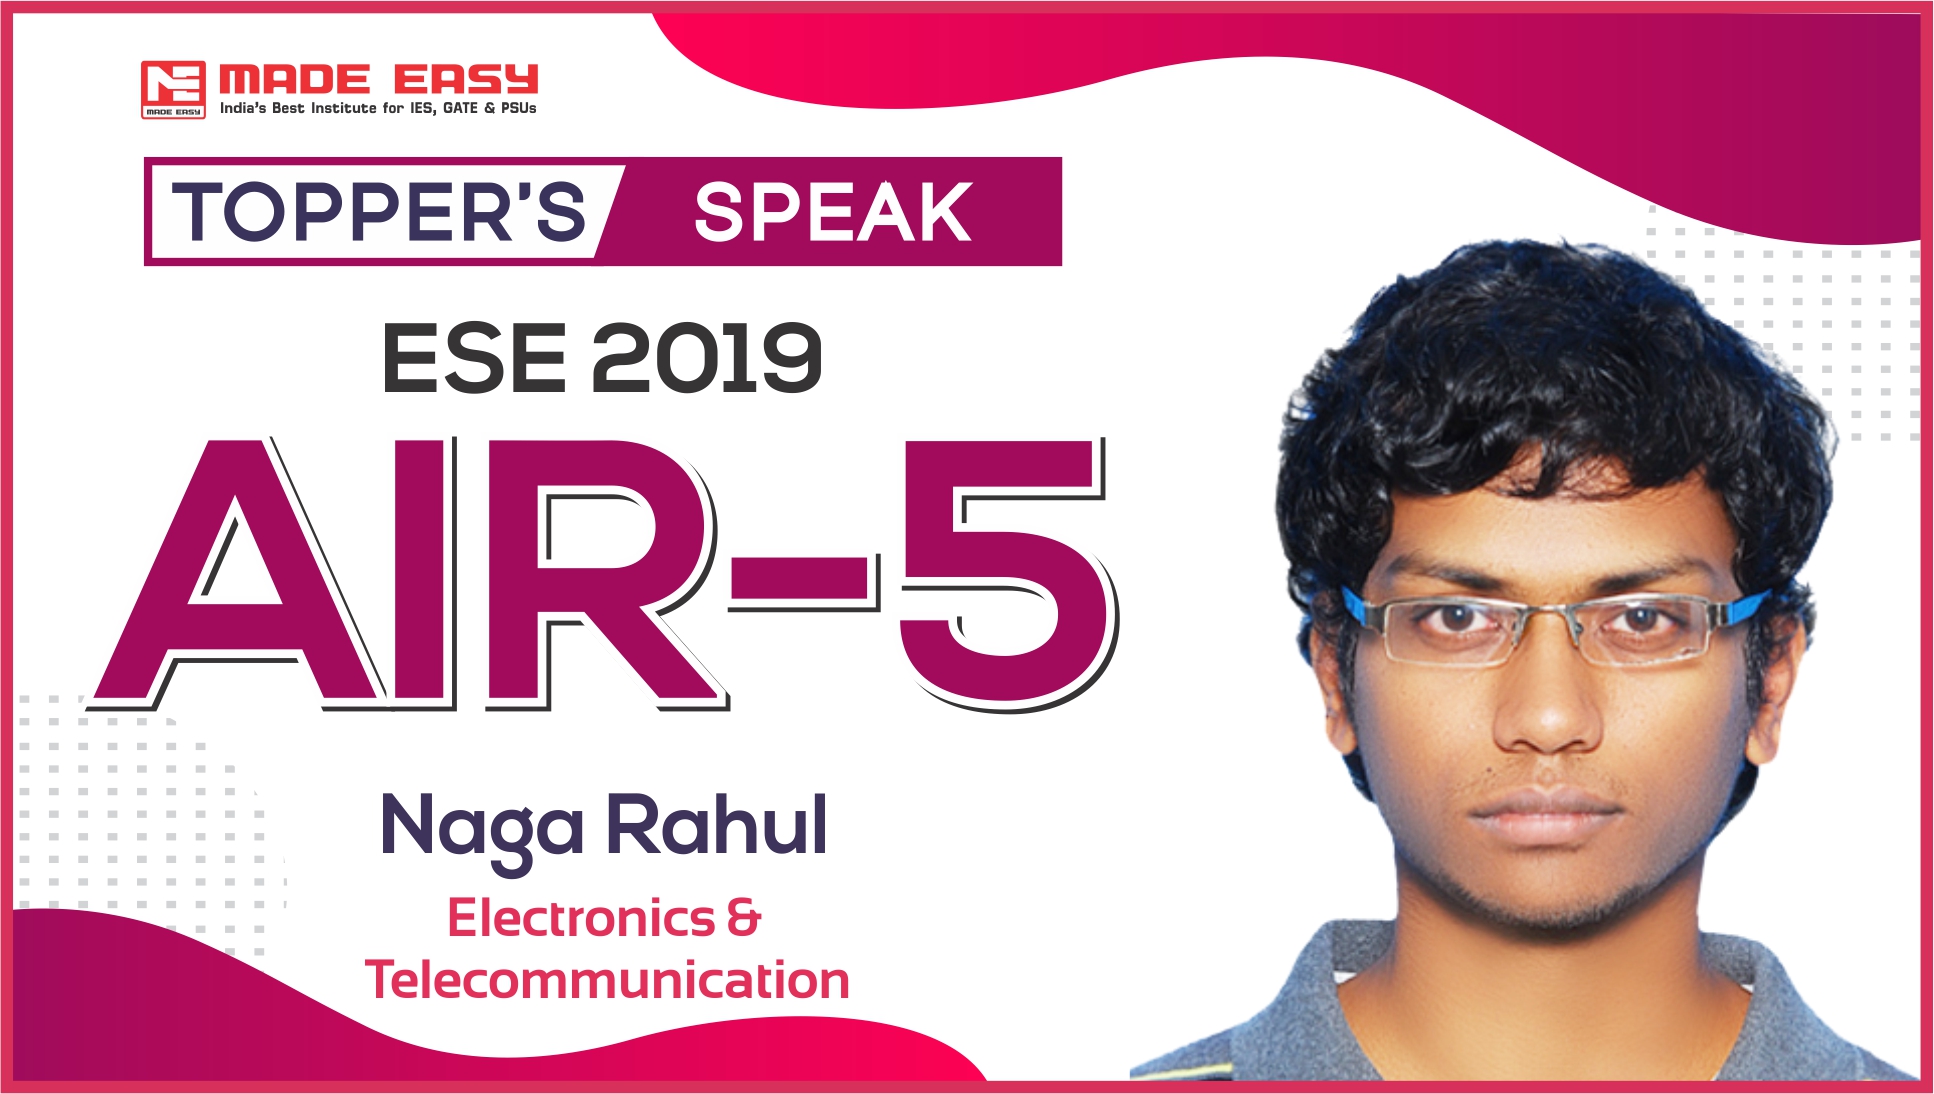 MADE EASY
MADE EASY
India's Best Institute for IES, GATE & PSUs
TOPPER'S SPEAK
ESE 2019
AIR-5
Naga Rahul
Electronics &
Telecommunication